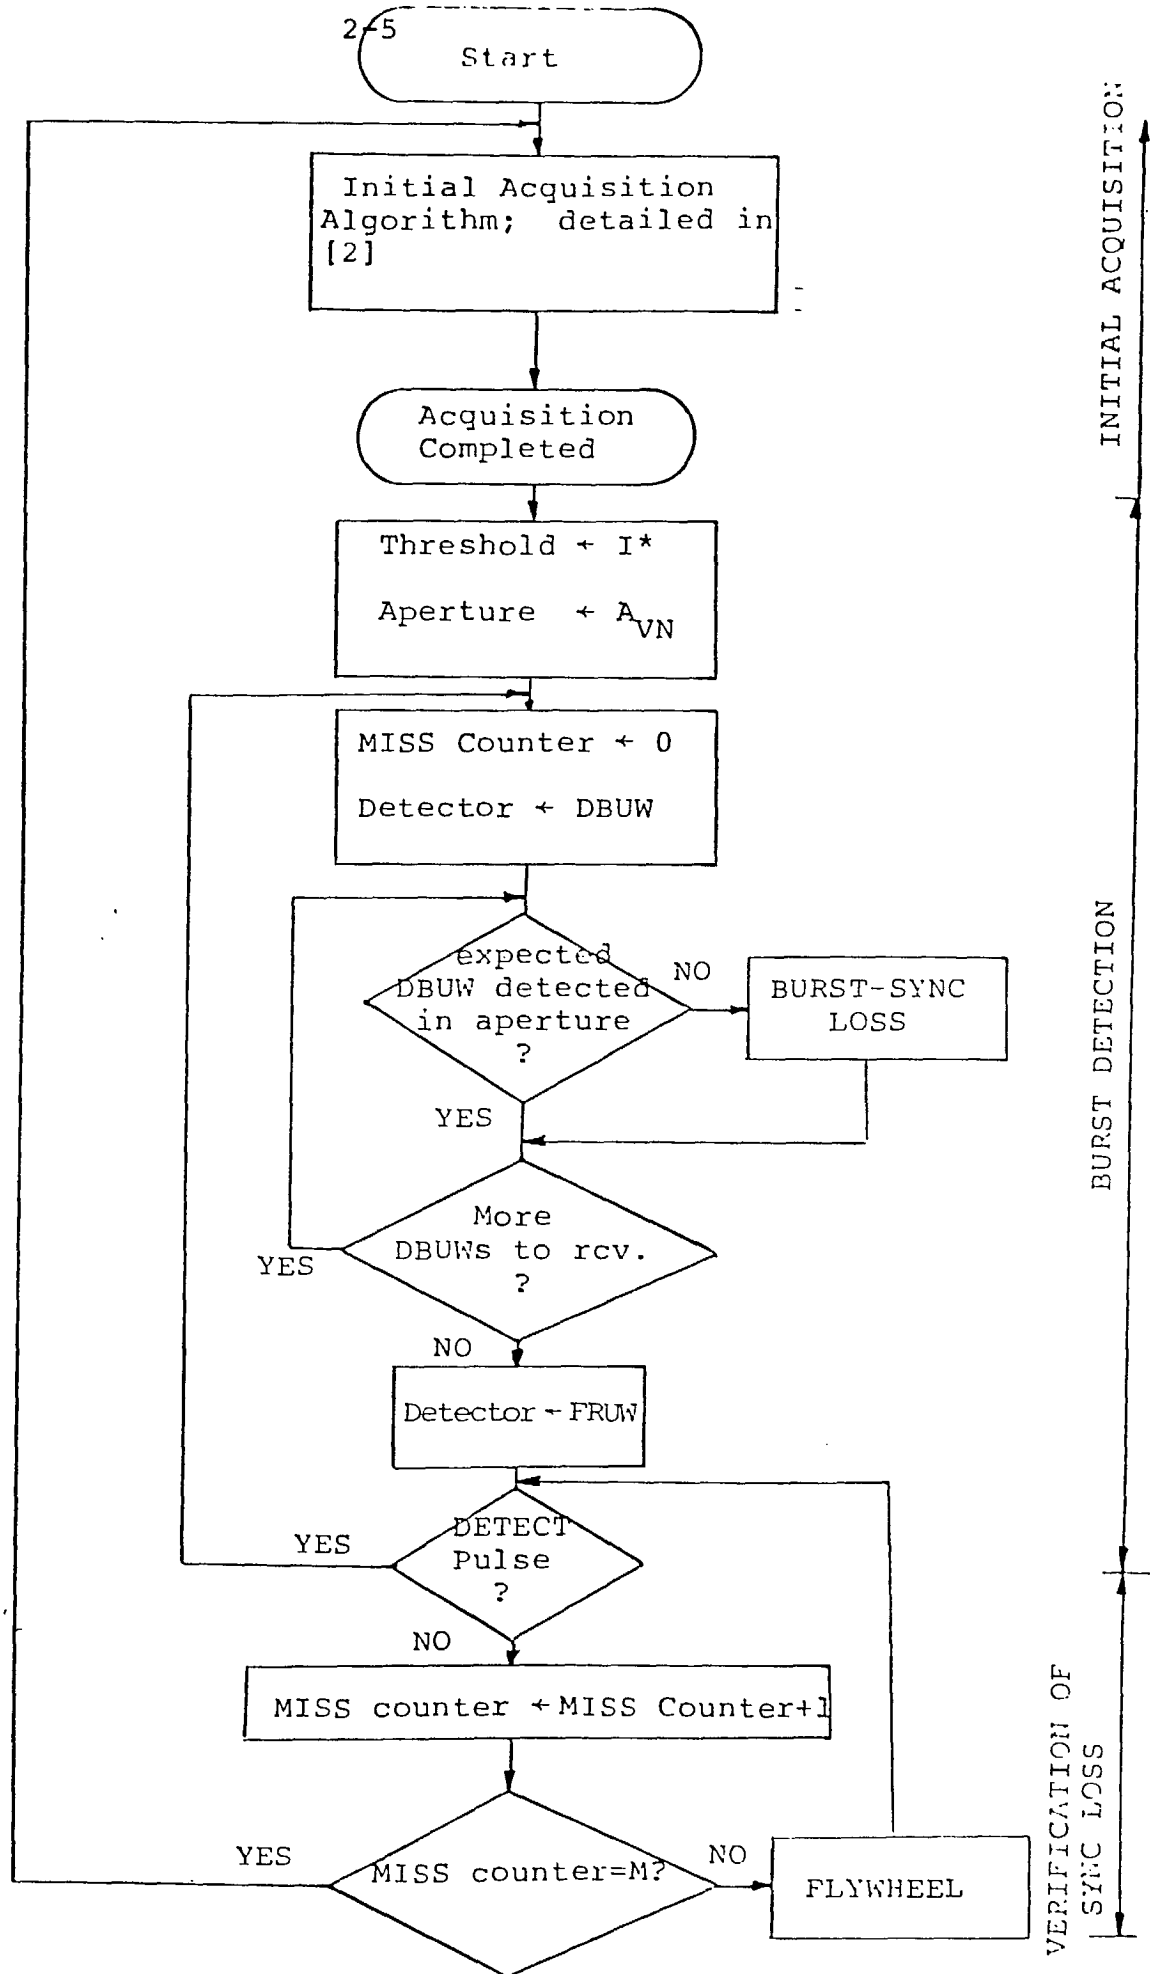 2-5
Start
Initial Acquisition
Algorithm; detailed in
[2]
Acquisition
Completed
Threshold ← I*
Aperture ← A_VN
MISS Counter ← 0
Detector ← DBUW
expected
DBUW detected
in aperture
?
NO
BURST-SYNC
LOSS
YES
More
DBUWs to rcv.
?
YES
NO
Detector ← FRUW
DETECT
Pulse
?
YES
NO
MISS counter ← MISS Counter+1
MISS counter=M?
YES
NO
FLYWHEEL
INITIAL ACQUISITION
BURST DETECTION
VERIFICATION OF
SYNC LOSS